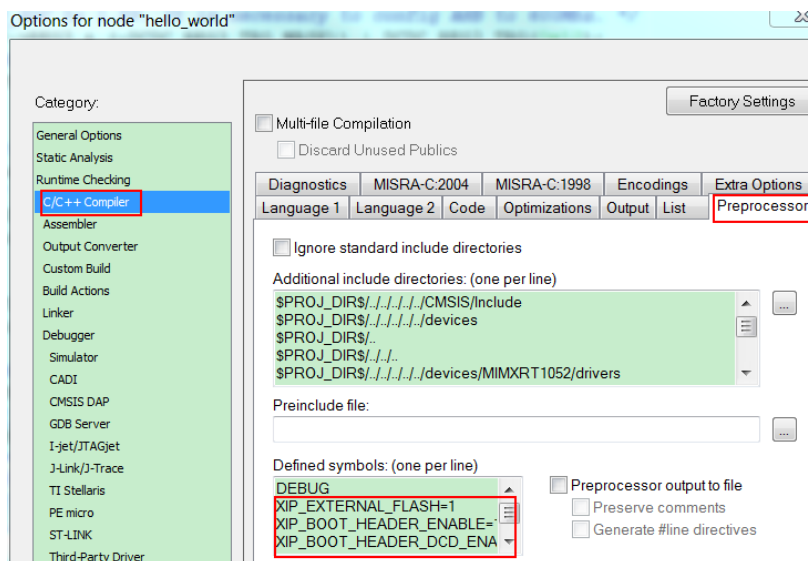 Options for node "hello_world"
Category:
General Options
Static Analysis
Runtime Checking
C/C++ Compiler
Assembler
Output Converter
Custom Build
Build Actions
Linker
Debugger
Simulator
CADI
CMSIS DAP
GDB Server
I-jet/JTAGjet
J-Link/J-Trace
TI Stellaris
PE micro
ST-LINK
Third-Party Driver
Factory Settings
Multi-file Compilation
Discard Unused Publics
Diagnostics MISRA-C:2004 MISRA-C:1998 Encodings Extra Options
Language 1 Language 2 Code Optimizations Output List Preprocessor
Ignore standard include directories
Additional include directories: (one per line)
$PROJ_DIR$/../../../../../CMSIS/Include
$PROJ_DIR$/../../../../../devices
$PROJ_DIR$/..
$PROJ_DIR$/../../..
$PROJ_DIR$/../../../../../devices/MIMXRT1052/drivers
...
Preinclude file:
...
Defined symbols: (one per line)
DEBUG
XIP_EXTERNAL_FLASH=1
XIP_BOOT_HEADER_ENABLE=
XIP_BOOT_HEADER_DCD_ENA
Preprocessor output to file
Preserve comments
Generate #line directives